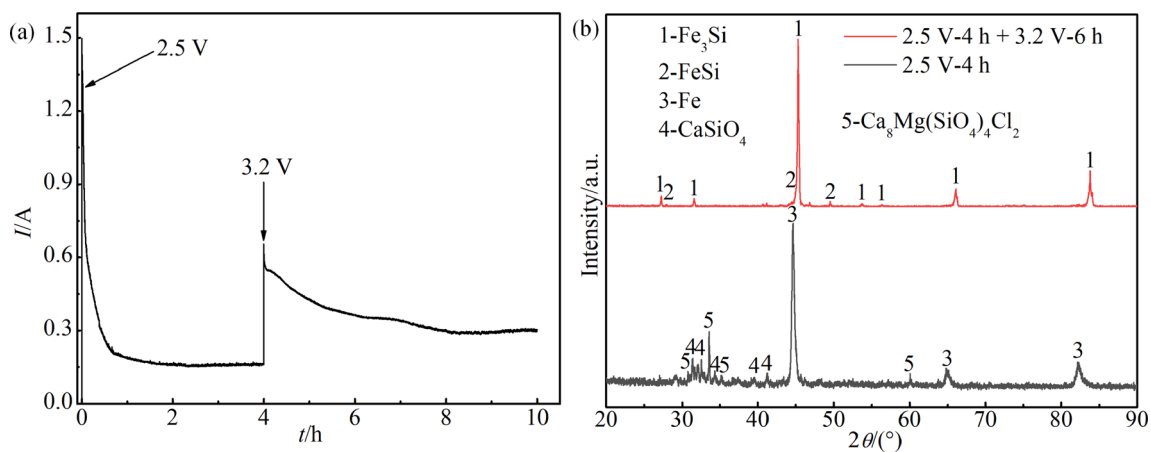 (a)
1.5
1.2
0.9
0.6
0.3
0.0
I/A
2.5 V
3.2 V
0
2
4
6
8
10
t/h
(b)
1-Fe₃Si
2-FeSi
3-Fe
4-CaSiO₄
5-Ca₈Mg(SiO₄)₄Cl₂
2.5 V-4 h + 3.2 V-6 h
2.5 V-4 h
1
1
2
1
2
2
1
1
1
1
3
5
4
4
5
4
5
4
4
5
3
3
Intensity/a.u.
20
30
40
50
60
70
80
90
2θ/(°)